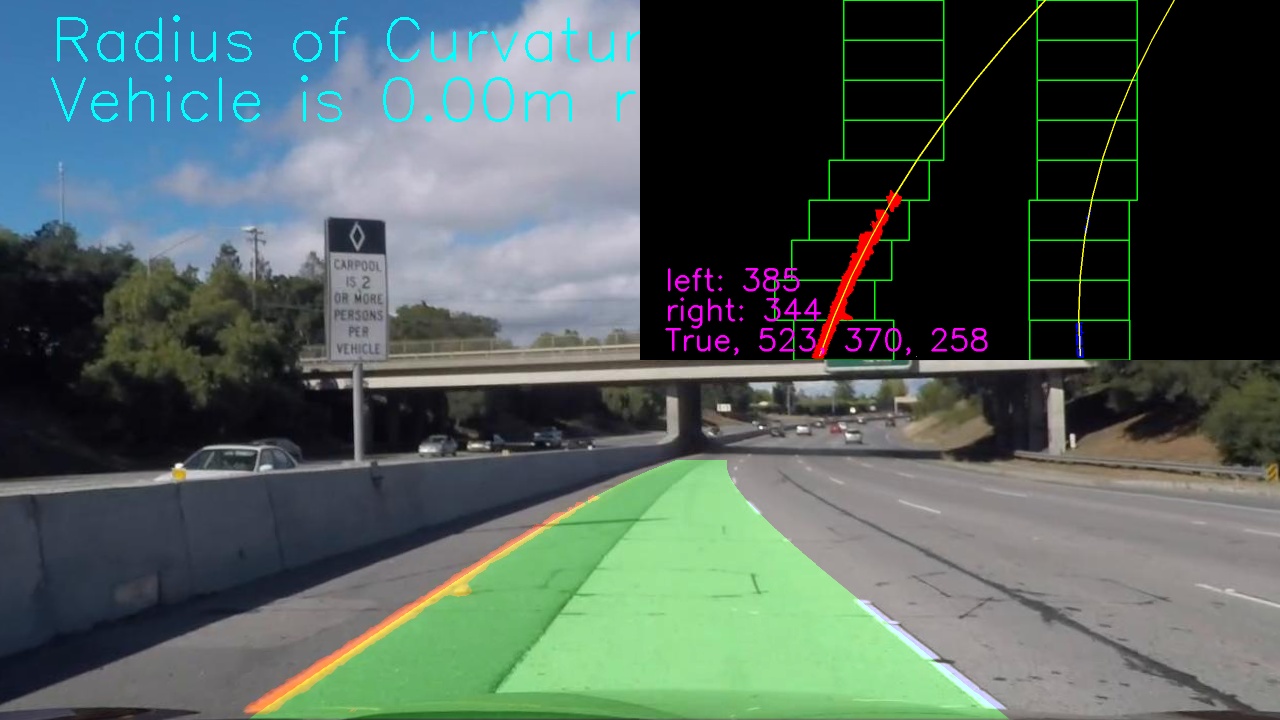 Radius of Curvatur
Vehicle is 0.00m r
CARPOOL
IS 2
OR MORE
PERSONS
PER
VEHICLE
left: 385
right: 344
True, 523, 370, 258